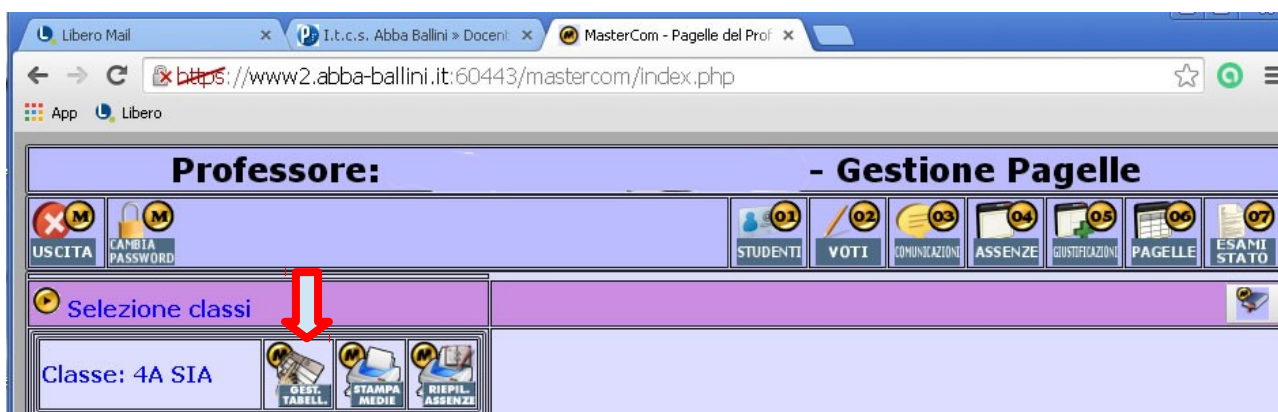 Libero Mail
I.t.c.s. Abba Ballini » Docent
MasterCom - Pagelle del Prof
https://www2.abba-ballini.it:60443/mastercom/index.php
App Libero
Professore: - Gestione Pagelle
M USCITA
M CAMBIA PASSWORD
01 STUDENTI
02 VOTI
03 COMUNICAZIONI
04 ASSENZE
05 GIUSTIFICAZIONI
06 PAGELLE
07 ESAMI STATO
Selezione classi
Classe: 4A SIA
M GEST. TABELL.
M STAMPA MEDIE
M RIEPIL. ASSENZE